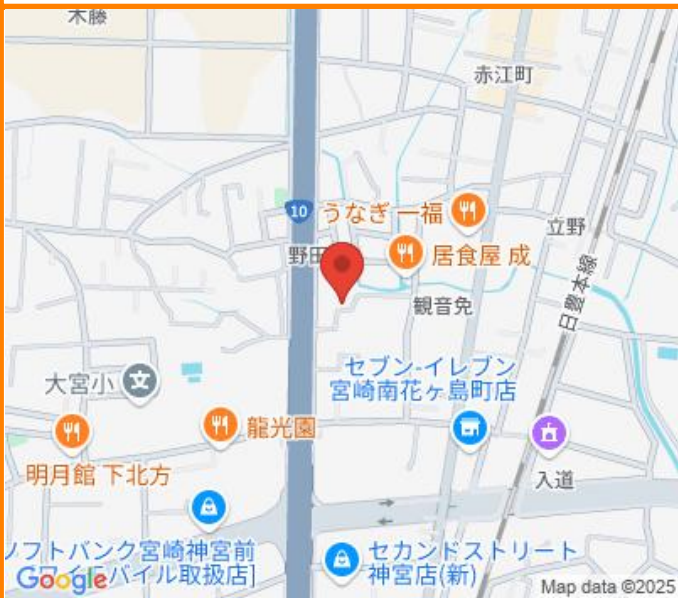 木藤
赤江町
10
うなぎ 一福
立野
野田
居食屋 成
日豊本線
観音免
セブン-イレブン
宮崎南花ヶ島町店
大宮小
文
龍光園
明月館 下北方
入道
ソフトバンク宮崎神宮前
バイル取扱店]
セカンドストリート
神宮店(新)
Google
Map data ©2025